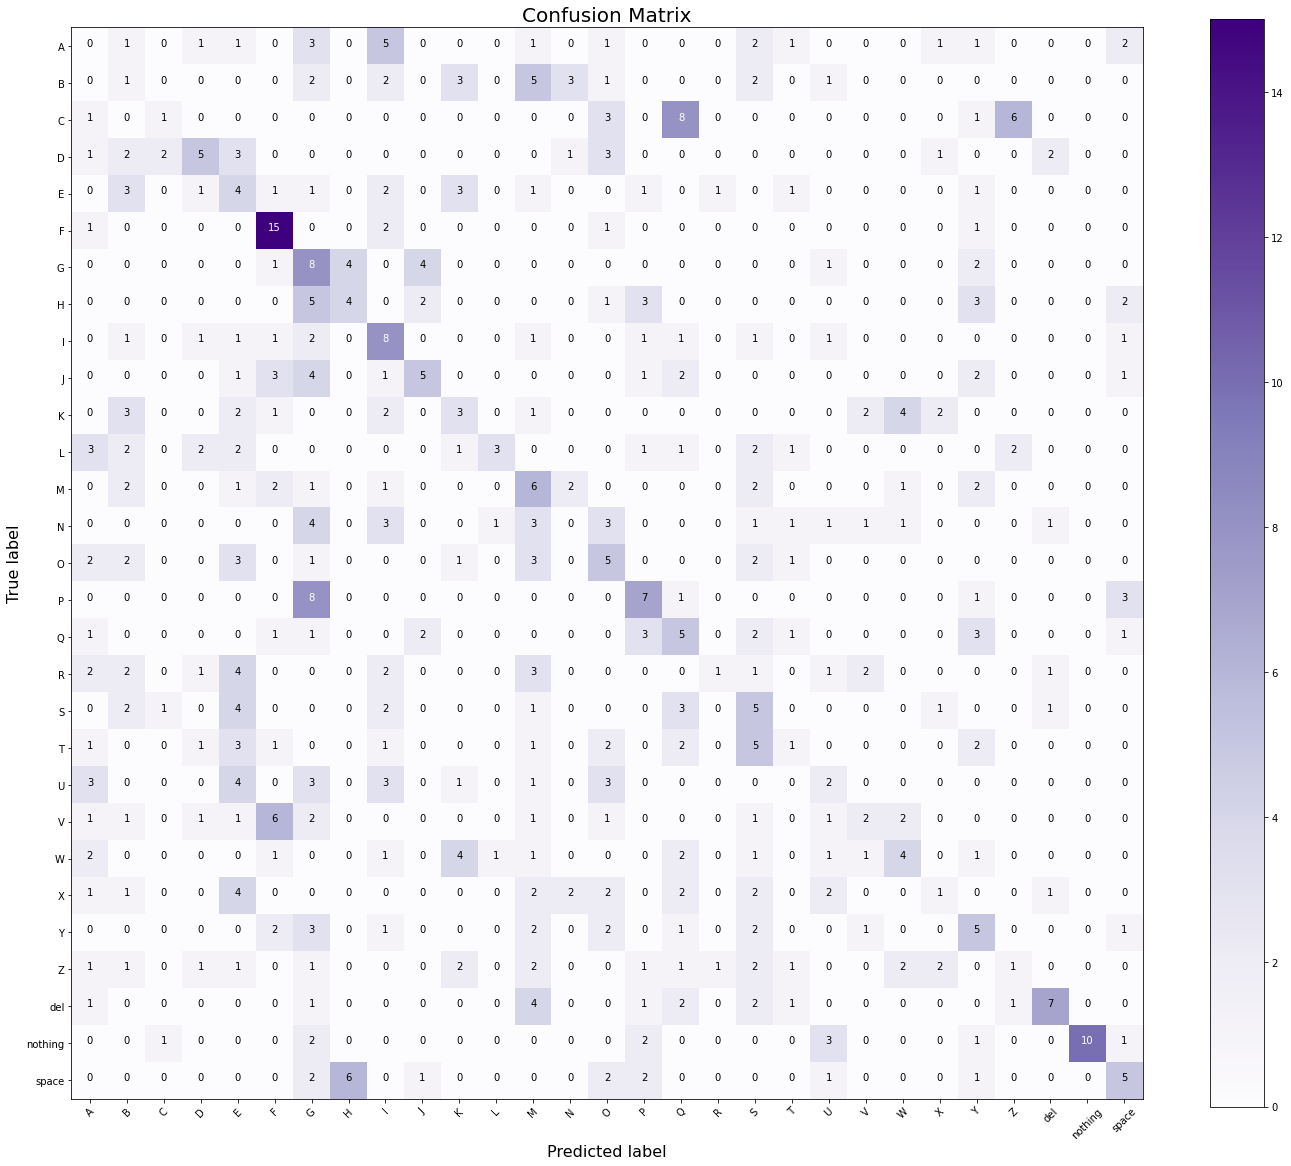 Confusion Matrix
A 0 1 0 1 1 0 3 0 5 0 0 0 1 0 1 0 0 0 2 1 0 0 0 1 1 0 0 0 2
B 0 1 0 0 0 0 2 0 2 0 3 0 5 3 1 0 0 0 2 0 1 0 0 0 0 0 0 0 0
C 1 0 1 0 0 0 0 0 0 0 0 0 0 0 3 0 8 0 0 0 0 0 0 0 1 6 0 0 0
D 1 2 2 5 3 0 0 0 0 0 0 0 0 1 3 0 0 0 0 0 0 0 0 1 0 0 2 0 0
E 0 3 0 1 4 1 1 0 2 0 3 0 1 0 0 1 0 1 0 1 0 0 0 0 1 0 0 0 0
F 1 0 0 0 0 15 0 0 2 0 0 0 0 0 1 0 0 0 0 0 0 0 0 0 1 0 0 0 0
G 0 0 0 0 0 1 8 4 0 4 0 0 0 0 0 0 0 0 0 0 1 0 0 0 2 0 0 0 0
H 0 0 0 0 0 0 5 4 0 2 0 0 0 0 1 3 0 0 0 0 0 0 0 0 3 0 0 0 2
I 0 1 0 1 1 1 2 0 8 0 0 0 1 0 0 1 1 0 1 0 1 0 0 0 0 0 0 0 1
J 0 0 0 0 1 3 4 0 1 5 0 0 0 0 0 1 2 0 0 0 0 0 0 0 2 0 0 0 1
K 0 3 0 0 2 1 0 0 2 0 3 0 1 0 0 0 0 0 0 0 0 2 4 2 0 0 0 0 0
L 3 2 0 2 2 0 0 0 0 0 1 3 0 0 0 1 1 0 2 1 0 0 0 0 0 2 0 0 0
M 0 2 0 0 1 2 1 0 1 0 0 0 6 2 0 0 0 0 2 0 0 0 1 0 2 0 0 0 0
N 0 0 0 0 0 0 4 0 3 0 0 1 3 0 3 0 0 0 1 1 1 1 1 0 0 0 1 0 0
O 2 2 0 0 3 0 1 0 0 0 1 0 3 0 5 0 0 0 2 1 0 0 0 0 0 0 0 0 0
P 0 0 0 0 0 0 8 0 0 0 0 0 0 0 0 7 1 0 0 0 0 0 0 0 1 0 0 0 3
Q 1 0 0 0 0 1 1 0 0 2 0 0 0 0 0 3 5 0 2 1 0 0 0 0 3 0 0 0 1
R 2 2 0 1 4 0 0 0 2 0 0 0 3 0 0 0 0 1 1 0 1 2 0 0 0 0 1 0 0
S 0 2 1 0 4 0 0 0 2 0 0 0 1 0 0 0 3 0 5 0 0 0 0 1 0 0 1 0 0
T 1 0 0 1 3 1 0 0 1 0 0 0 1 0 2 0 2 0 5 1 0 0 0 0 2 0 0 0 0
U 3 0 0 0 4 0 3 0 3 0 1 0 1 0 3 0 0 0 0 0 2 0 0 0 0 0 0 0 0
V 1 1 0 1 1 6 2 0 0 0 0 0 1 0 1 0 0 0 1 0 1 2 2 0 0 0 0 0 0
W 2 0 0 0 0 1 0 0 1 0 4 1 1 0 0 0 2 0 1 0 1 1 4 0 1 0 0 0 0
X 1 1 0 0 4 0 0 0 0 0 0 0 2 2 2 0 2 0 2 0 2 0 0 1 0 0 1 0 0
Y 0 0 0 0 0 2 3 0 1 0 0 0 2 0 2 0 1 0 2 0 0 1 0 0 5 0 0 0 1
Z 1 1 0 1 1 0 1 0 0 0 2 0 2 0 0 1 1 1 2 1 0 0 2 2 0 1 0 0 0
del 1 0 0 0 0 0 1 0 0 0 0 0 4 0 0 1 2 0 2 1 0 0 0 0 0 1 7 0 0
nothing 0 0 1 0 0 0 2 0 0 0 0 0 0 0 0 2 0 0 0 0 3 0 0 0 1 0 0 10 1
space 0 0 0 0 0 0 2 6 0 1 0 0 0 0 2 2 0 0 0 0 1 0 0 0 1 0 0 0 5
A B C D E F G H I J K L M N O P Q R S T U V W X Y Z del nothing space
Predicted label
True label
14
12
10
8
6
4
2
0